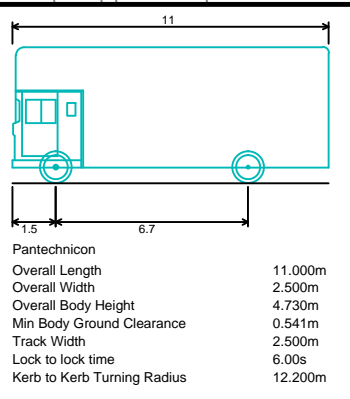 11
1.5 6.7
Pantechnicon
Overall Length 11.000m
Overall Width 2.500m
Overall Body Height 4.730m
Min Body Ground Clearance 0.541m
Track Width 2.500m
Lock to lock time 6.00s
Kerb to Kerb Turning Radius 12.200m